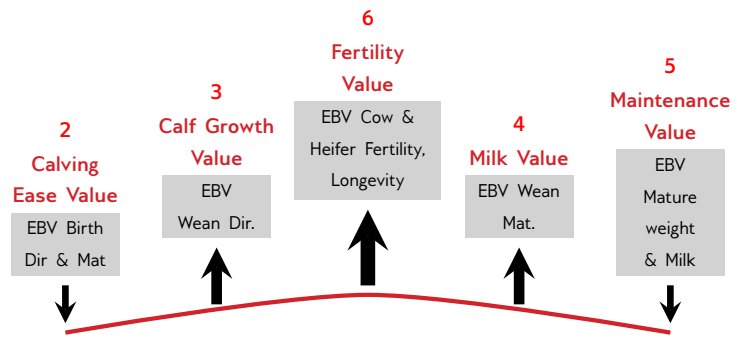 2
Calving
Ease Value
EBV Birth
Dir & Mat
3
Calf Growth
Value
EBV
Wean Dir.
6
Fertility
Value
EBV Cow &
Heifer Fertility,
Longevity
4
Milk Value
EBV Wean
Mat.
5
Maintenance
Value
EBV
Mature
weight
& Milk